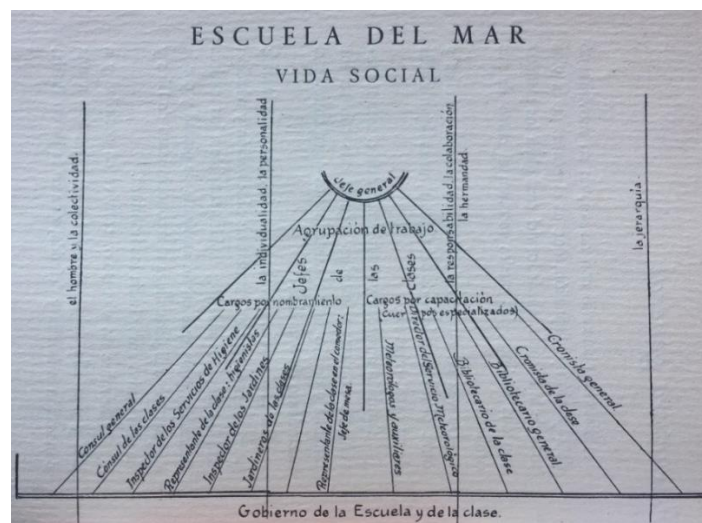 ESCUELA DEL MAR
VIDA SOCIAL
el hombre y la colectividad.
la individualidad. la personalidad
la responsabilidad. la colaboración
la hermandad.
la jerarquía.
Jefe general
Agrupación de trabajo
Jefes de las clases
Cargos por nombramiento
Cargos por capacitación
(Cuerpos especializados)
Consul general
Consul de las clases
Inspector de los Servicios de Higiene
Representante de la clase: higienistas
Inspector de los Jardines
Jardineros de las clases
Representante de la clase en el comedor:
Jefe de mesa.
Meteorólogos y auxiliares
Director del Servicio Meteorológico
Bibliotecario de la clase
Bibliotecario general
Cronista de la clase
Cronista general
Gobierno de la Escuela y de la clase.